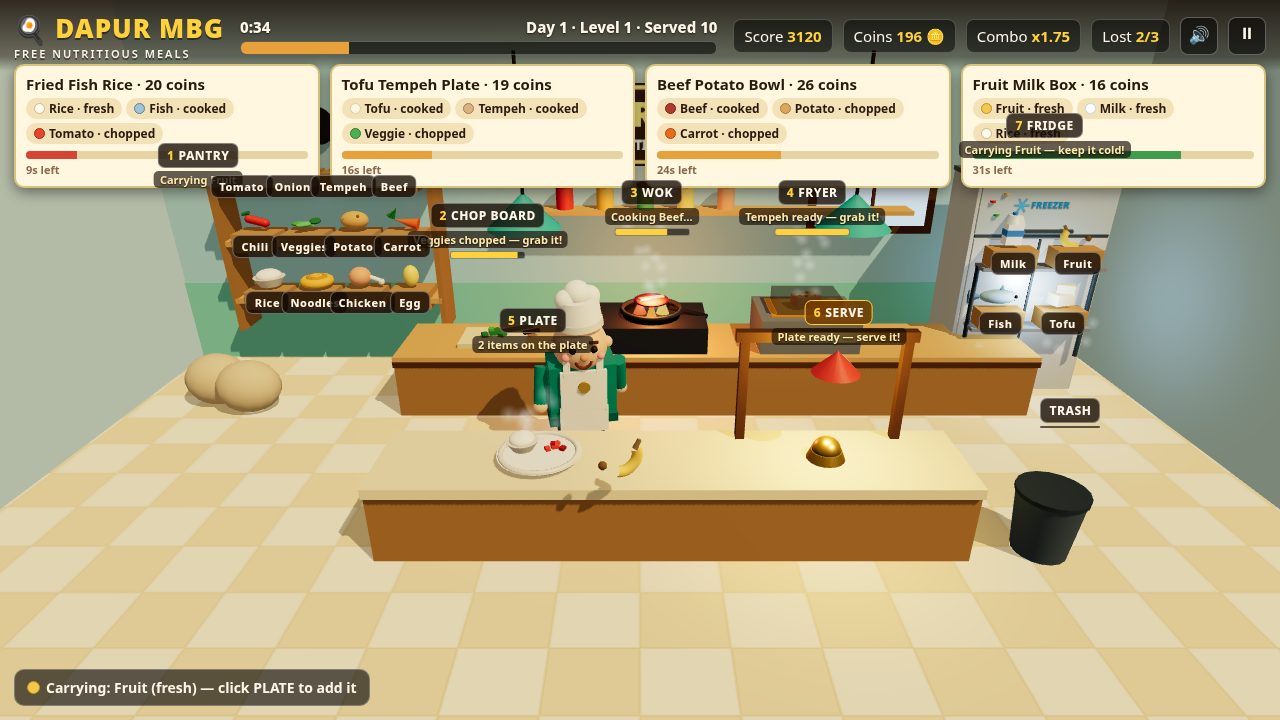 DAPUR MBG
FREE NUTRITIOUS MEALS
0:34
Day 1 · Level 1 · Served 10
Score 3120
Coins 196
Combo x1.75
Lost 2/3
Fried Fish Rice · 20 coins
Rice · fresh
Fish · cooked
Tomato · chopped
9s left
Tofu Tempeh Plate · 19 coins
Tofu · cooked
Tempeh · cooked
Veggie · chopped
16s left
Beef Potato Bowl · 26 coins
Beef · cooked
Potato · chopped
Carrot · chopped
24s left
Fruit Milk Box · 16 coins
Fruit · fresh
Milk · fresh
Rice · fresh
31s left
1 PANTRY
Carrying Fruit
Tomato
Onion
Tempeh
Beef
Chili
Veggies
Potato
Carrot
Rice
Noodle
Chicken
Egg
2 CHOP BOARD
Veggies chopped — grab it!
3 WOK
Cooking Beef...
4 FRYER
Tempeh ready — grab it!
5 PLATE
2 items on the plate
6 SERVE
Plate ready — serve it!
7 FRIDGE
Carrying Fruit — keep it cold!
FREEZER
Milk
Fruit
Fish
Tofu
TRASH
Carrying: Fruit (fresh) — click PLATE to add it